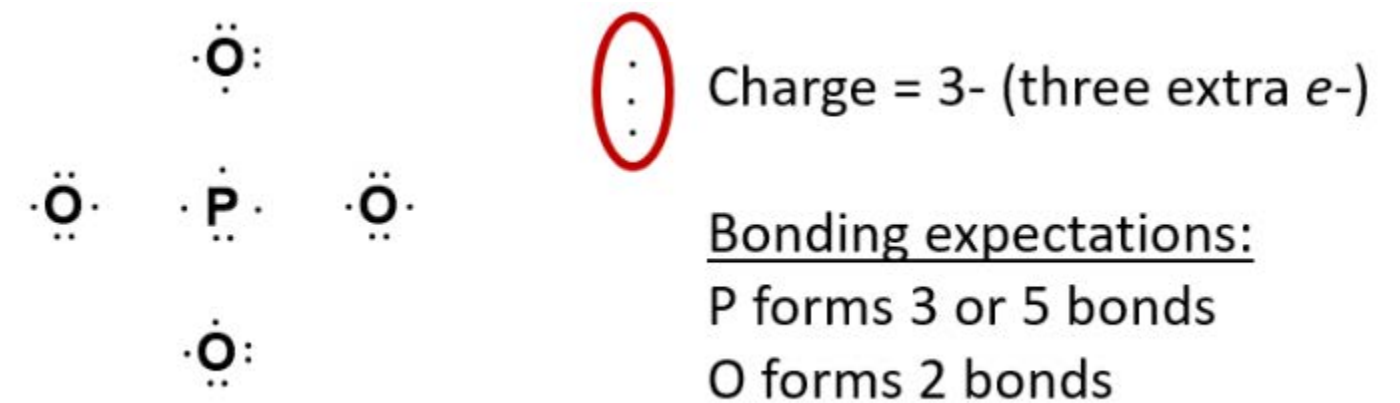 O
Charge = 3- (three extra e-)
O P O
Bonding expectations:
P forms 3 or 5 bonds
O
O forms 2 bonds